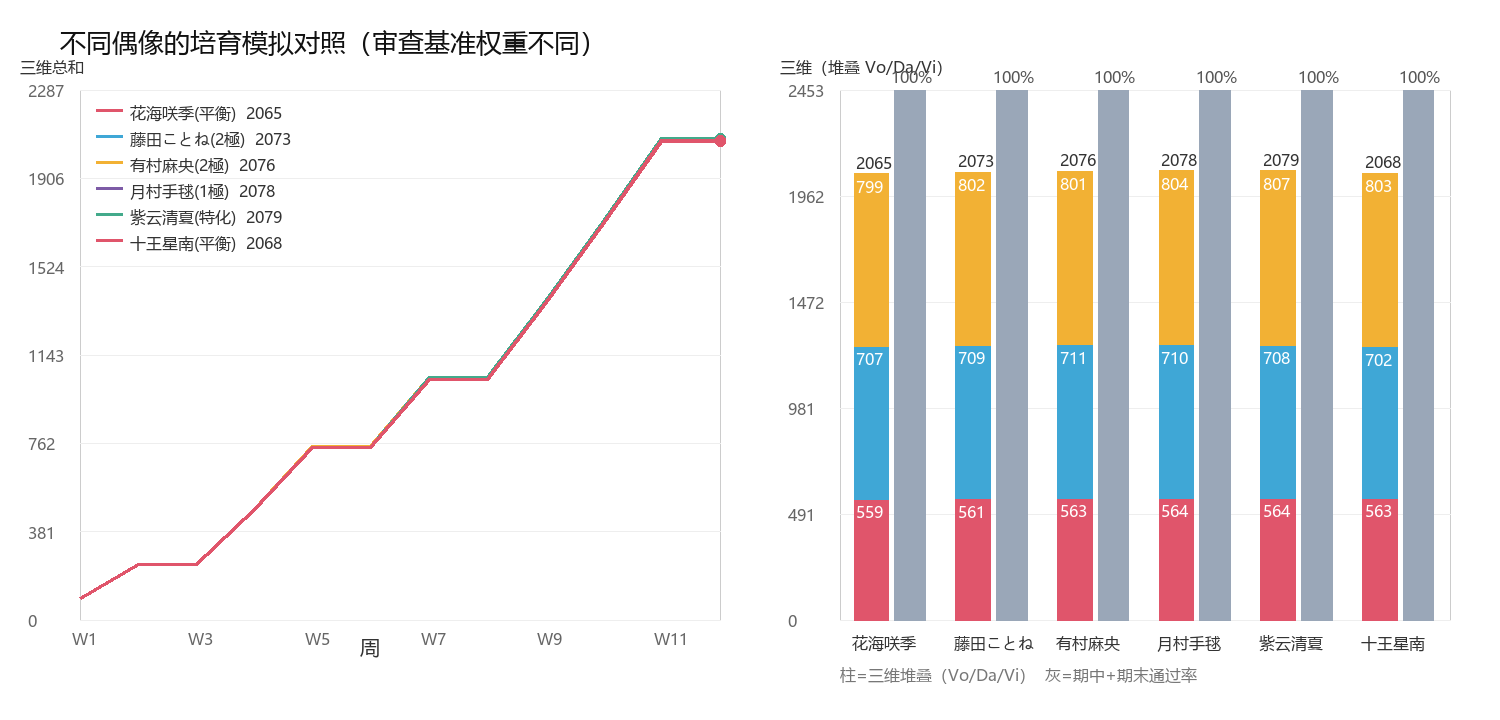 不同偶像的培育模拟对照（审查基准权重不同）
三维总和
2287
1906
1524
1143
762
381
0
花海咲季(平衡) 2065
藤田ことね(2極) 2073
有村麻央(2極) 2076
月村手毬(1極) 2078
紫云清夏(特化) 2079
十王星南(平衡) 2068
W1 W3 W5 W7 W9 W11
周
三维（堆叠 Vo/Da/Vi）
100% 100% 100% 100% 100% 100%
2453
1962
1472
981
491
0
2065 2073 2076 2078 2079 2068
799 802 801 804 807 803
707 709 711 710 708 702
559 561 563 564 564 563
花海咲季 藤田ことね 有村麻央 月村手毬 紫云清夏 十王星南
柱=三维堆叠（Vo/Da/Vi） 灰=期中+期末通过率